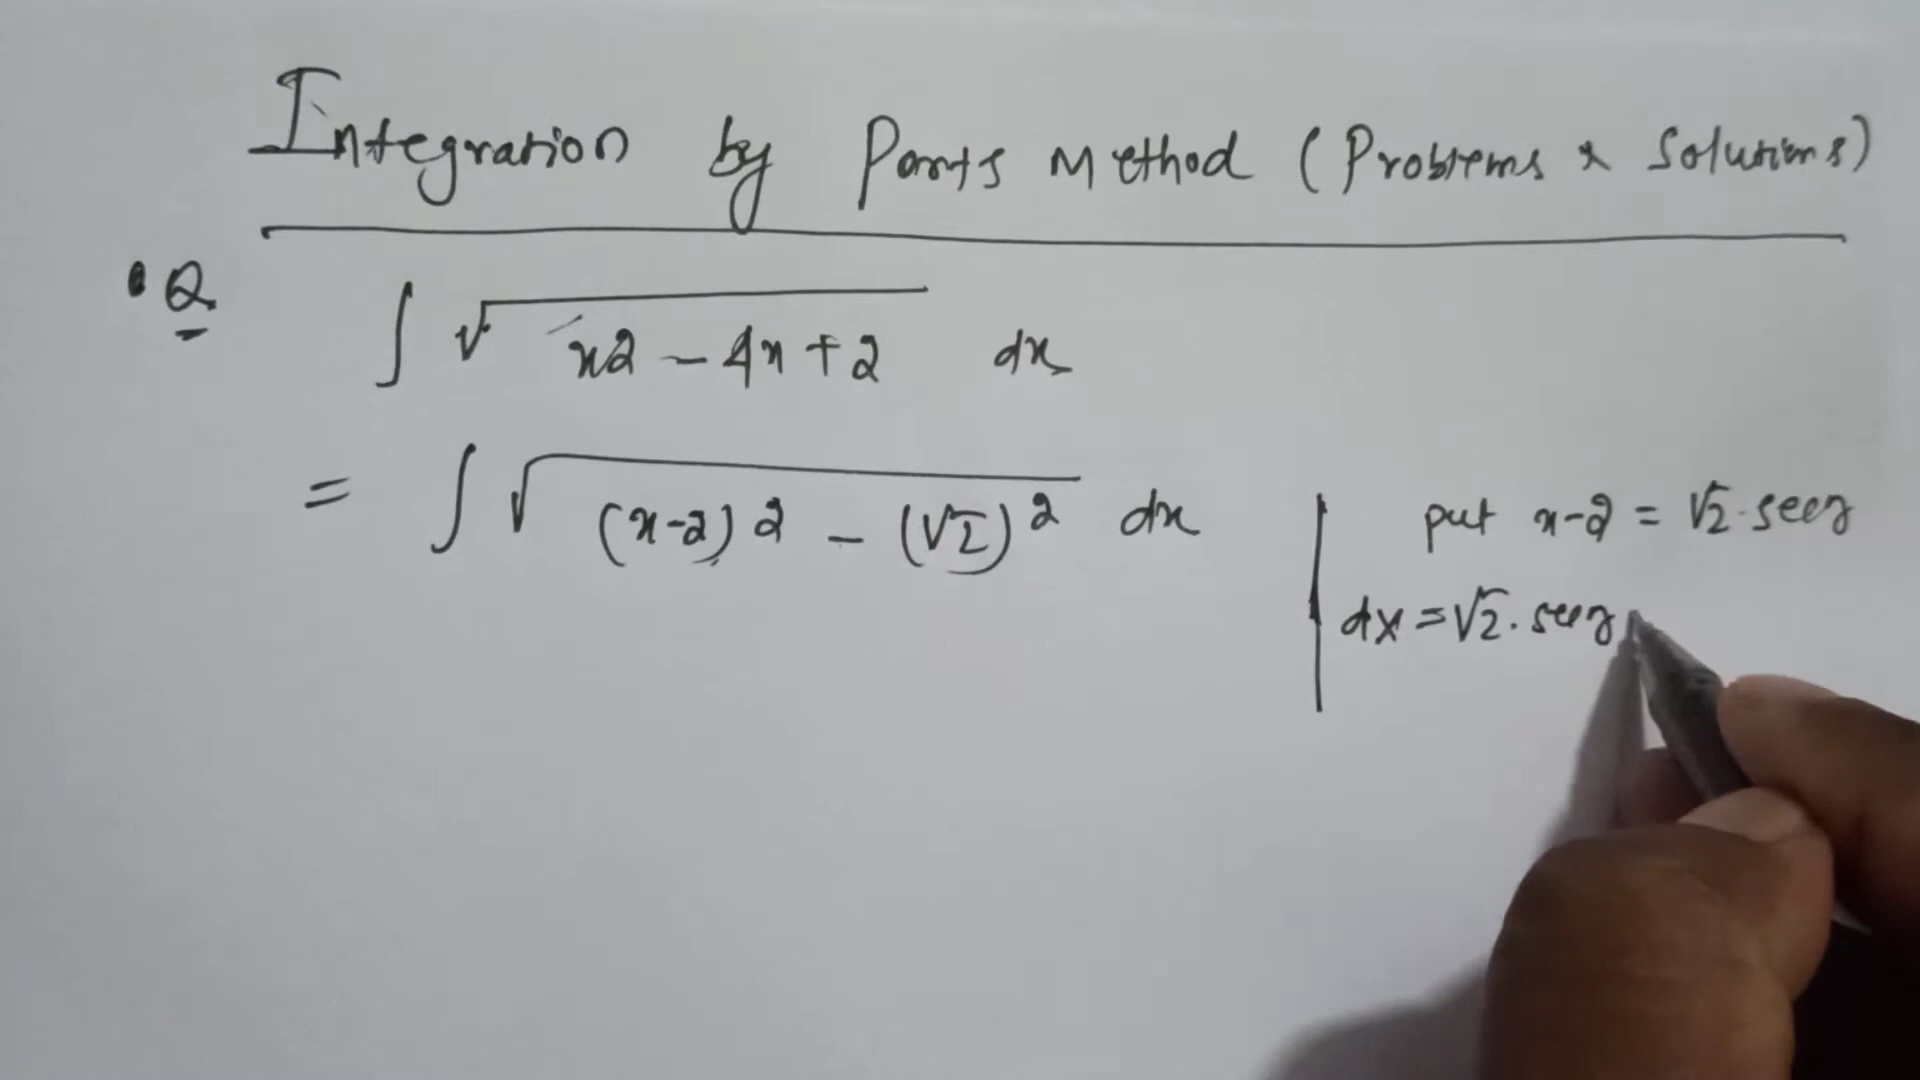 Integration by Parts Method (Problems & Solutions)
Q
∫ √ x2 - 4x + 2 dx
= ∫ √ (x-2)2 - (√2)2 dx
put x-2 = √2 · secz
dx = √2 . secz